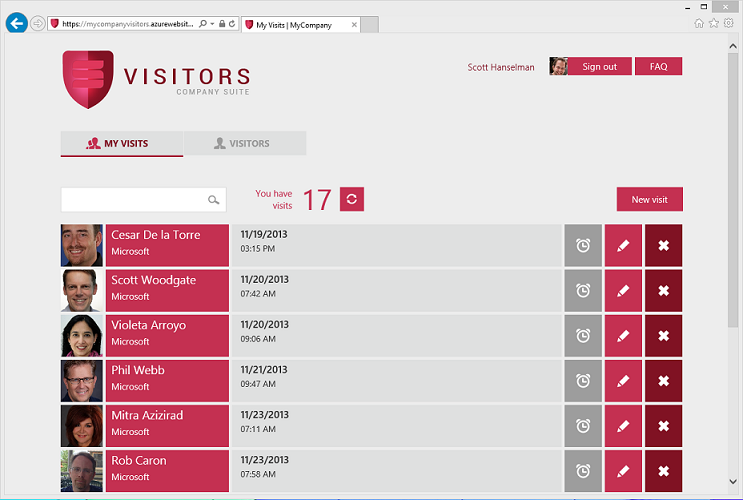 https://mycompanyvisitors.azurewebsit...
My Visits | MyCompany
VISITORS
COMPANY SUITE
Scott Hanselman
Sign out
FAQ
MY VISITS
VISITORS
You have
visits
17
New visit
Cesar De la Torre
Microsoft
11/19/2013
03:15 PM
Scott Woodgate
Microsoft
11/20/2013
07:42 AM
Violeta Arroyo
Microsoft
11/20/2013
09:06 AM
Phil Webb
Microsoft
11/21/2013
09:47 AM
Mitra Azizirad
Microsoft
11/23/2013
07:11 AM
Rob Caron
Microsoft
11/23/2013
07:58 AM